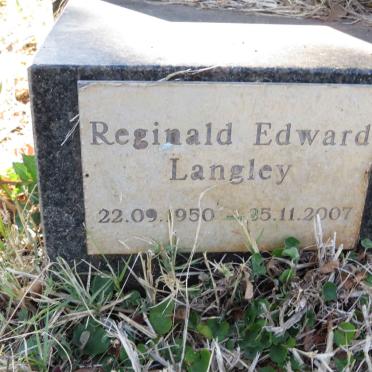 Reginald Edward
Langley
22.09.1950 – 25.11.2007